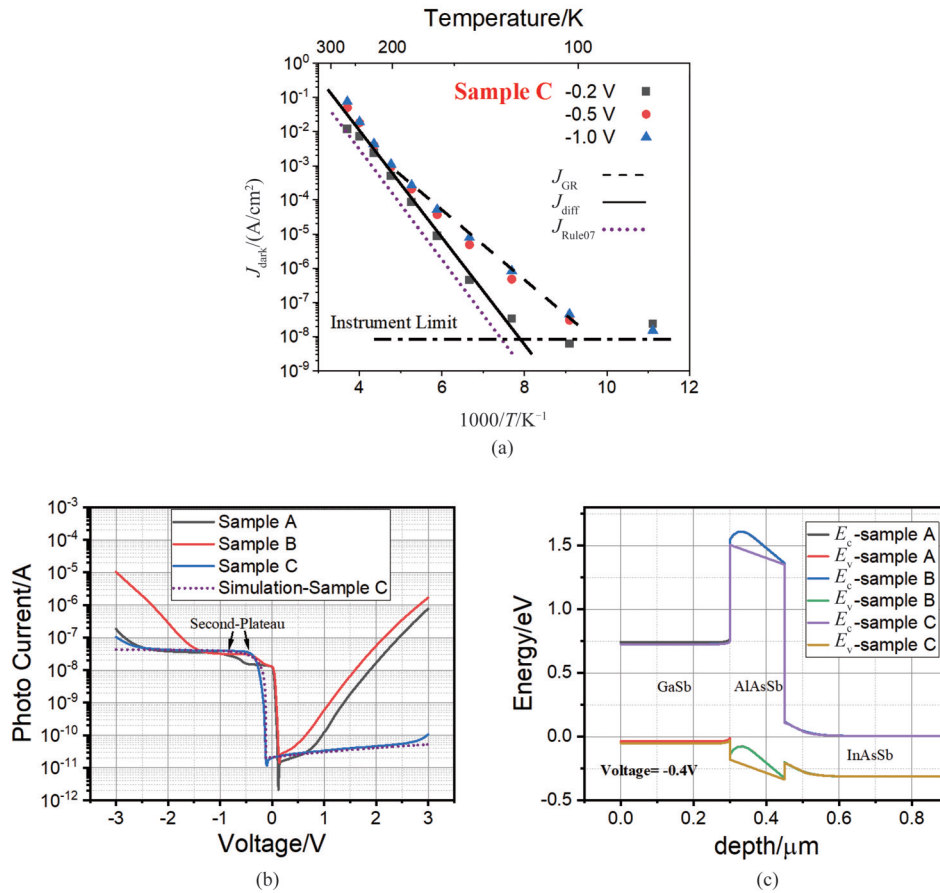 Temperature/K
300 200 100
10⁰
10⁻¹
10⁻²
10⁻³
10⁻⁴
10⁻⁵
10⁻⁶
10⁻⁷
10⁻⁸
10⁻⁹
J_dark/(A/cm²)
Sample C
-0.2 V
-0.5 V
-1.0 V
J_GR
J_diff
J_Rule07
Instrument Limit
4 6 8 10 12
1000/T/K⁻¹
(a)
10⁻³
10⁻⁴
10⁻⁵
10⁻⁶
10⁻⁷
10⁻⁸
10⁻⁹
10⁻¹⁰
10⁻¹¹
10⁻¹²
Photo Current/A
Sample A
Sample B
Sample C
Simulation-Sample C
Second-Plateau
-3 -2 -1 0 1 2 3
Voltage/V
(b)
1.5
1.0
0.5
0.0
-0.5
Energy/eV
E_c-sample A
E_v-sample A
E_c-sample B
E_v-sample B
E_c-sample C
E_v-sample C
GaSb
AlAsSb
InAsSb
Voltage= -0.4V
0.0 0.2 0.4 0.6 0.8
depth/μm
(c)